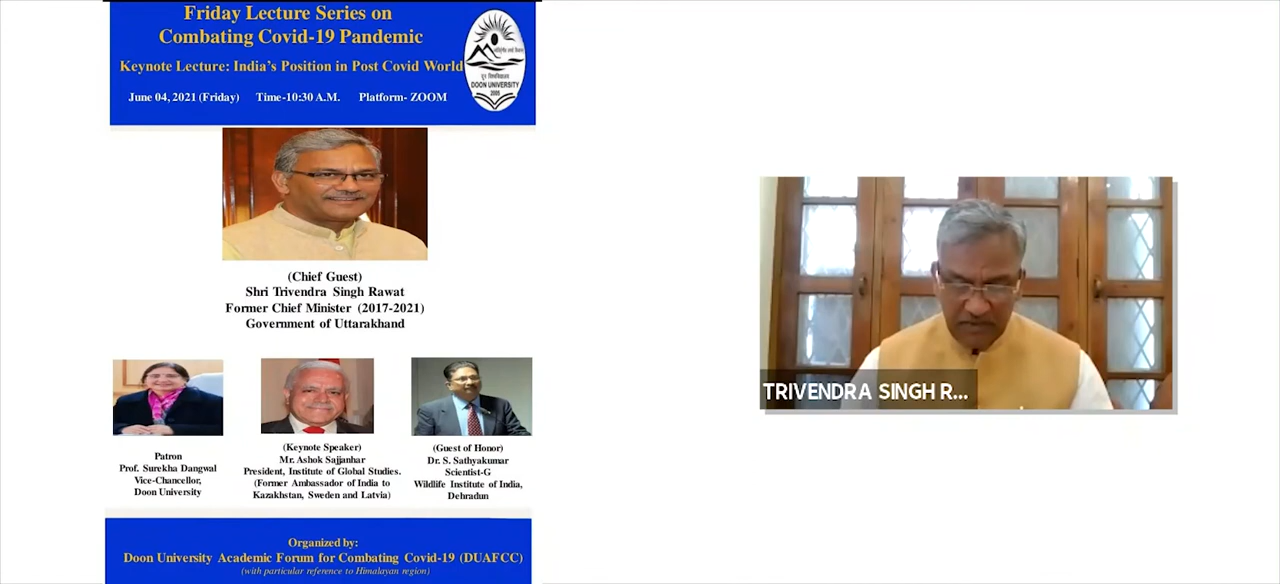 Friday Lecture Series on
Combating Covid-19 Pandemic
Keynote Lecture: India's Position in Post Covid World
June 04, 2021 (Friday) Time-10:30 A.M. Platform- ZOOM
DOON UNIVERSITY
2005
(Chief Guest)
Shri Trivendra Singh Rawat
Former Chief Minister (2017-2021)
Government of Uttarakhand
Patron
Prof. Surekha Dangwal
Vice-Chancellor,
Doon University
(Keynote Speaker)
Mr. Ashok Sajjanhar
President, Institute of Global Studies.
(Former Ambassador of India to
Kazakhstan, Sweden and Latvia)
(Guest of Honor)
Dr. S. Sathyakumar
Scientist-G
Wildlife Institute of India,
Dehradun
Organized by:
Doon University Academic Forum for Combating Covid-19 (DUAFCC)
(with particular reference to Himalayan region)
TRIVENDRA SINGH R...